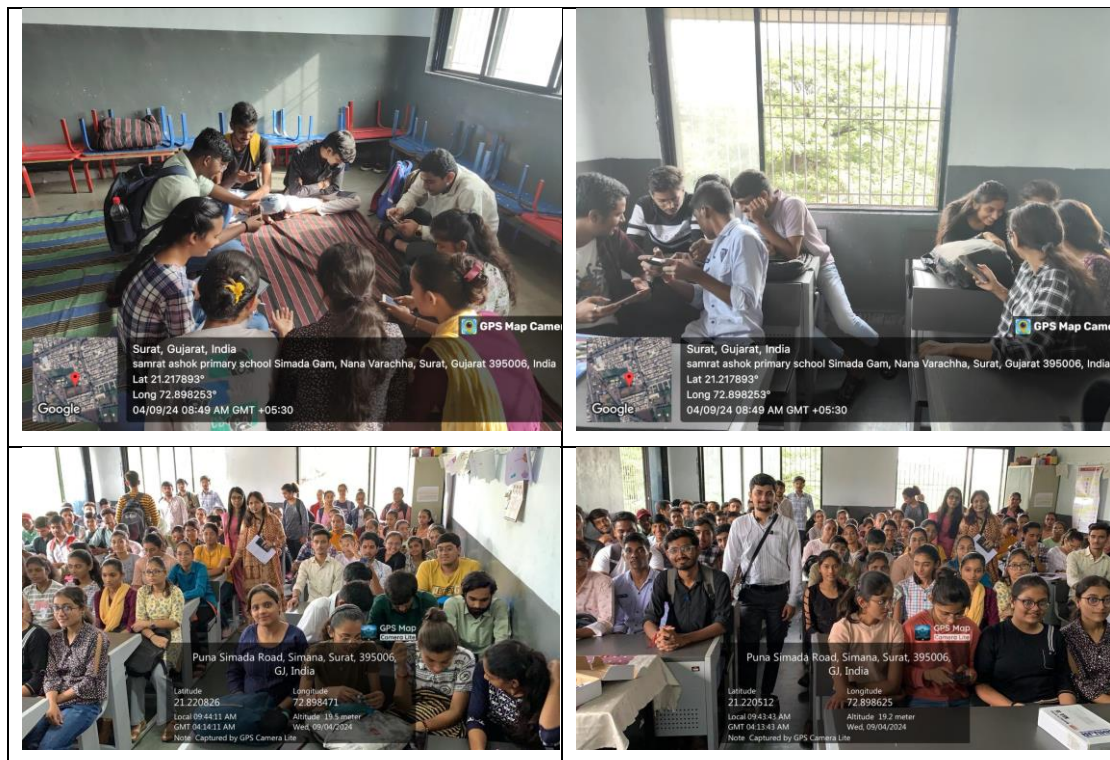 GPS Map Came
Surat, Gujarat, India
samrat ashok primary school Simada Gam, Nana Varachha, Surat, Gujarat 395006, India
Lat 21.217893°
Long 72.898253°
04/09/24 08:49 AM GMT +05:30
Google
GPS Map Came
Surat, Gujarat, India
samrat ashok primary school Simada Gam, Nana Varachha, Surat, Gujarat 395006, India
Lat 21.217893°
Long 72.898253°
04/09/24 08:49 AM GMT +05:30
Google
GPS Map
Camera Lite
Puna Simada Road, Simana, Surat, 395006,
GJ, India
Latitude Longitude
21.220826 72.898471
Local 09:44:11 AM Altitude 19.5 meter
GMT 04:14:11 AM Wed, 09/04/2024
Note Captured by GPS Camera Lite
GPS Map
Camera Lite
Puna Simada Road, Simana, Surat, 395006,
GJ, India
Latitude Longitude
21.220512 72.898625
Local 09:43:43 AM Altitude 19.2 meter
GMT 04:13:43 AM Wed, 09/04/2024
Note Captured by GPS Camera Lite